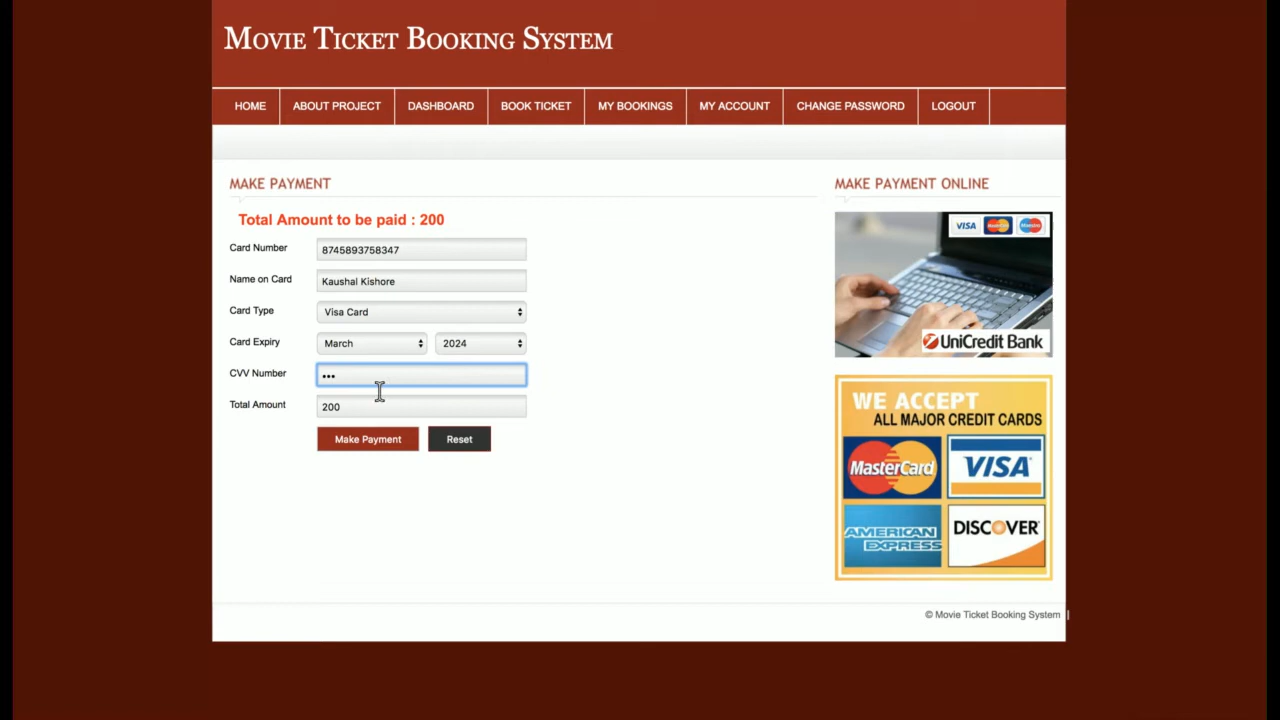 MOVIE TICKET BOOKING SYSTEM
HOME ABOUT PROJECT DASHBOARD BOOK TICKET MY BOOKINGS MY ACCOUNT CHANGE PASSWORD LOGOUT
MAKE PAYMENT
Total Amount to be paid : 200
Card Number 8745893758347
Name on Card Kaushal Kishore
Card Type Visa Card
Card Expiry March 2024
CVV Number •••
Total Amount 200
Make Payment Reset
MAKE PAYMENT ONLINE
VISA MasterCard Maestro
UniCredit Bank
WE ACCEPT
ALL MAJOR CREDIT CARDS
MasterCard VISA
AMERICAN EXPRESS DISCOVER
© Movie Ticket Booking System |